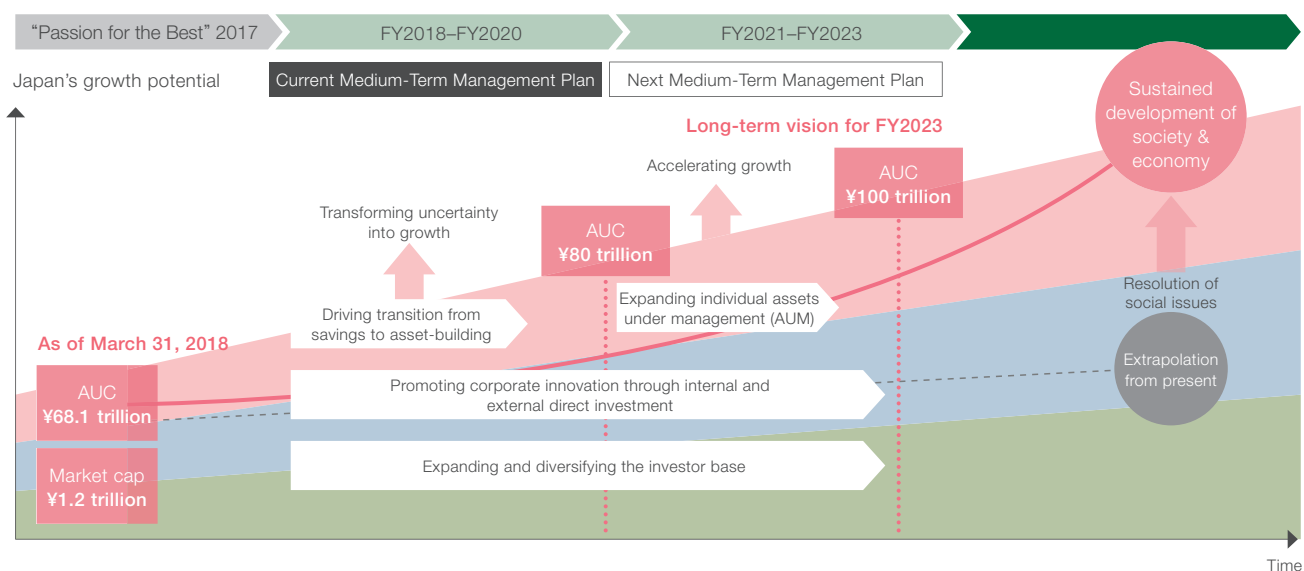 “Passion for the Best” 2017
FY2018–FY2020
FY2021–FY2023
Japan’s growth potential
Current Medium-Term Management Plan
Next Medium-Term Management Plan
Sustained
development of
society &
economy
Long-term vision for FY2023
Accelerating growth
AUC
¥100 trillion
Transforming uncertainty
into growth
AUC
¥80 trillion
Resolution of
social issues
Driving transition from
savings to asset-building
Expanding individual assets
under management (AUM)
As of March 31, 2018
AUC
¥68.1 trillion
Extrapolation
from present
Promoting corporate innovation through internal and
external direct investment
Market cap
¥1.2 trillion
Expanding and diversifying the investor base
Time